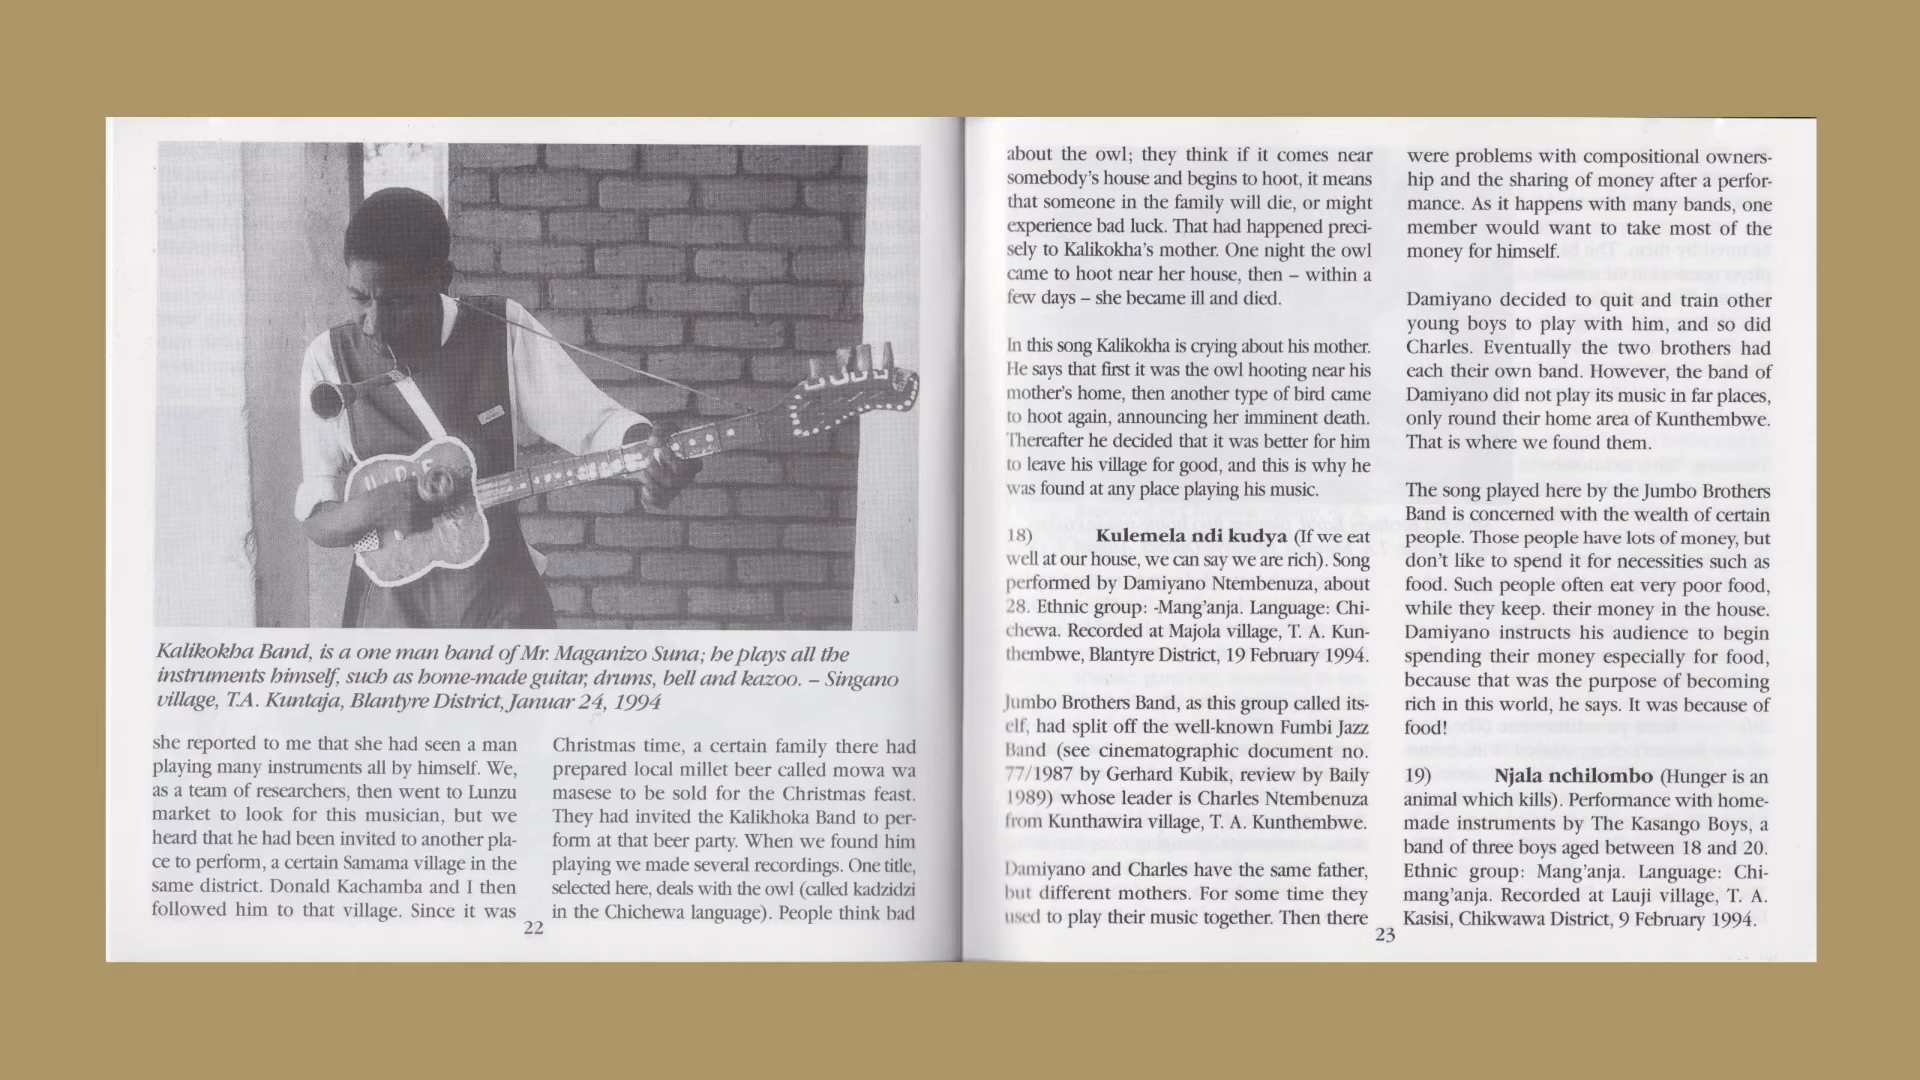 Kalikokha Band, is a one man band of Mr. Maganizo Suna; he plays all the
instruments himself, such as home-made guitar, drums, bell and kazoo. – Singano
village, T.A. Kuntaja, Blantyre District, Januar 24, 1994
she reported to me that she had seen a man
playing many instruments all by himself. We,
as a team of researchers, then went to Lunzu
market to look for this musician, but we
heard that he had been invited to another pla-
ce to perform, a certain Samama village in the
same district. Donald Kachamba and I then
followed him to that village. Since it was
Christmas time, a certain family there had
prepared local millet beer called mowa wa
masese to be sold for the Christmas feast.
They had invited the Kalikhoka Band to per-
form at that beer party. When we found him
playing we made several recordings. One title,
selected here, deals with the owl (called kadzidzi
in the Chichewa language). People think bad
22
about the owl; they think if it comes near
somebody's house and begins to hoot, it means
that someone in the family will die, or might
experience bad luck. That had happened preci-
sely to Kalikokha's mother. One night the owl
came to hoot near her house, then – within a
few days – she became ill and died.
In this song Kalikokha is crying about his mother.
He says that first it was the owl hooting near his
mother's home, then another type of bird came
to hoot again, announcing her imminent death.
Thereafter he decided that it was better for him
to leave his village for good, and this is why he
was found at any place playing his music.
18) Kulemela ndi kudya (If we eat
well at our house, we can say we are rich). Song
performed by Damiyano Ntembenuza, about
28. Ethnic group: -Mang'anja. Language: Chi-
chewa. Recorded at Majola village, T. A. Kun-
thembwe, Blantyre District, 19 February 1994.
Jumbo Brothers Band, as this group called its-
elf, had split off the well-known Fumbi Jazz
Band (see cinematographic document no.
77/1987 by Gerhard Kubik, review by Baily
1989) whose leader is Charles Ntembenuza
from Kunthawira village, T. A. Kunthembwe.
Damiyano and Charles have the same father,
but different mothers. For some time they
used to play their music together. Then there
were problems with compositional owners-
hip and the sharing of money after a perfor-
mance. As it happens with many bands, one
member would want to take most of the
money for himself.
Damiyano decided to quit and train other
young boys to play with him, and so did
Charles. Eventually the two brothers had
each their own band. However, the band of
Damiyano did not play its music in far places,
only round their home area of Kunthembwe.
That is where we found them.
The song played here by the Jumbo Brothers
Band is concerned with the wealth of certain
people. Those people have lots of money, but
don't like to spend it for necessities such as
food. Such people often eat very poor food,
while they keep. their money in the house.
Damiyano instructs his audience to begin
spending their money especially for food,
because that was the purpose of becoming
rich in this world, he says. It was because of
food!
19) Njala nchilombo (Hunger is an
animal which kills). Performance with home-
made instruments by The Kasango Boys, a
band of three boys aged between 18 and 20.
Ethnic group: Mang'anja. Language: Chi-
mang'anja. Recorded at Lauji village, T. A.
Kasisi, Chikwawa District, 9 February 1994.
23